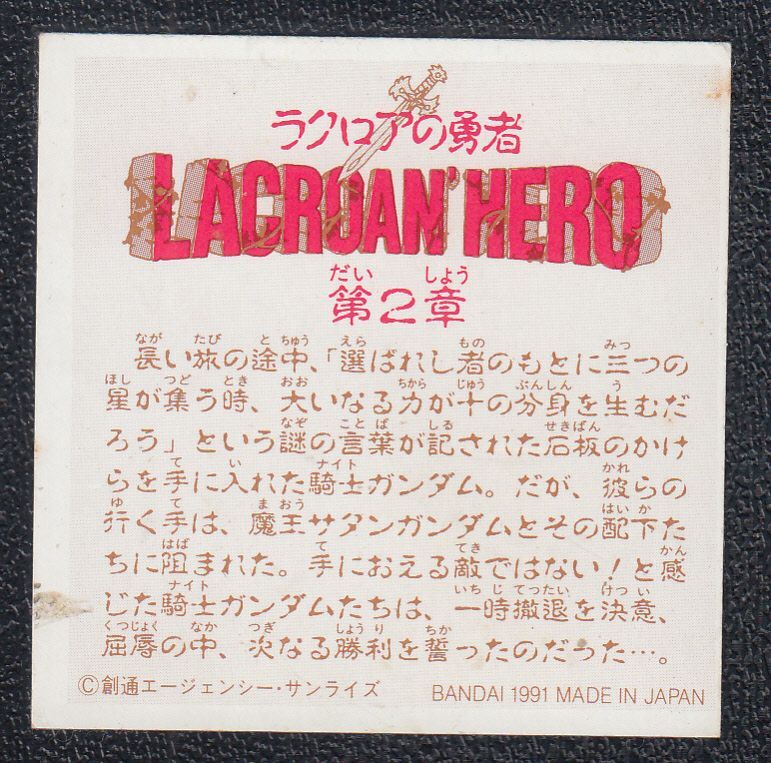 ラクロアの勇者
LACROAN'HERO
第2章
長い旅の途中、「選ばれし者のもとに三つの
星が集う時、大いなる力が十の分身を生むだ
ろう」という謎の言葉が記された石板のかけ
らを手に入れた騎士ガンダム。だが、彼らの
行く手は、魔王サタンガンダムとその配下た
ちに阻まれた。手におえる敵ではない!と感
じた騎士ガンダムたちは、一時撤退を決意、
屈辱の中、次なる勝利を誓ったのだった…。
©創通エージェンシー・サンライズ
BANDAI 1991 MADE IN JAPAN